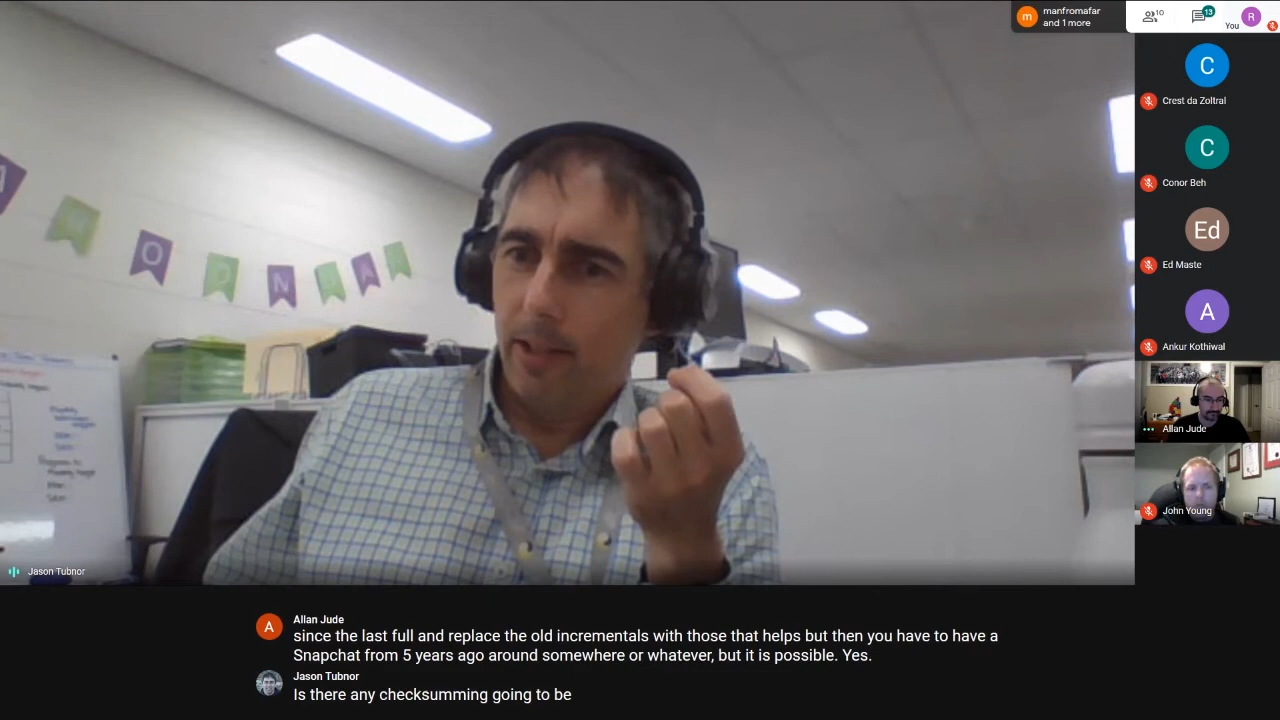 manfromafar
and 1 more
10
13
You
R
m
C
Crest da Zoltral
C
Conor Beh
Ed
Ed Maste
A
Ankur Kothiwal
Allan Jude
John Young
O
D
N
A
Jason Tubnor
A
Allan Jude
since the last full and replace the old incrementals with those that helps but then you have to have a
Snapchat from 5 years ago around somewhere or whatever, but it is possible. Yes.
Jason Tubnor
Is there any checksumming going to be